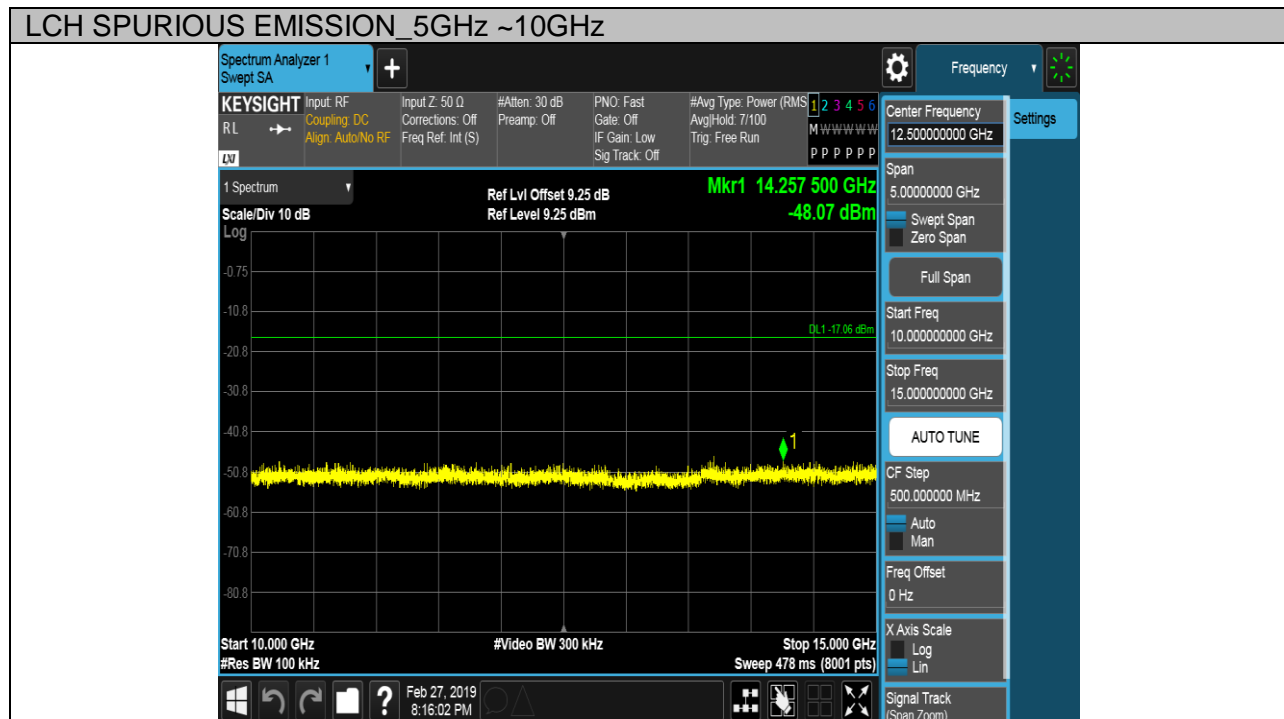 LCH SPURIOUS EMISSION_5GHz ~10GHz
Spectrum Analyzer 1
Swept SA
Frequency
KEYSIGHT
RL
LXI
Input: RF
Coupling: DC
Align: Auto/No RF
Input Z: 50 Ω
Corrections: Off
Freq Ref: Int (S)
#Atten: 30 dB
Preamp: Off
PNO: Fast
Gate: Off
IF Gain: Low
Sig Track: Off
#Avg Type: Power (RMS
Avg|Hold: 7/100
Trig: Free Run
1 2 3 4 5 6
M W W W W W
P P P P P P
1 Spectrum
Scale/Div 10 dB
Log
Ref Lvl Offset 9.25 dB
Ref Level 9.25 dBm
Mkr1 14.257 500 GHz
-48.07 dBm
-0.75
-10.8
DL1 -17.06 dBm
-20.8
-30.8
-40.8
1
-50.8
-60.8
-70.8
-80.8
Start 10.000 GHz
#Res BW 100 kHz
#Video BW 300 kHz
Stop 15.000 GHz
Sweep 478 ms (8001 pts)
?
Feb 27, 2019
8:16:02 PM
Center Frequency
12.500000000 GHz
Settings
Span
5.00000000 GHz
Swept Span
Zero Span
Full Span
Start Freq
10.000000000 GHz
Stop Freq
15.000000000 GHz
AUTO TUNE
CF Step
500.000000 MHz
Auto
Man
Freq Offset
0 Hz
X Axis Scale
Log
Lin
Signal Track
(Span Zoom)